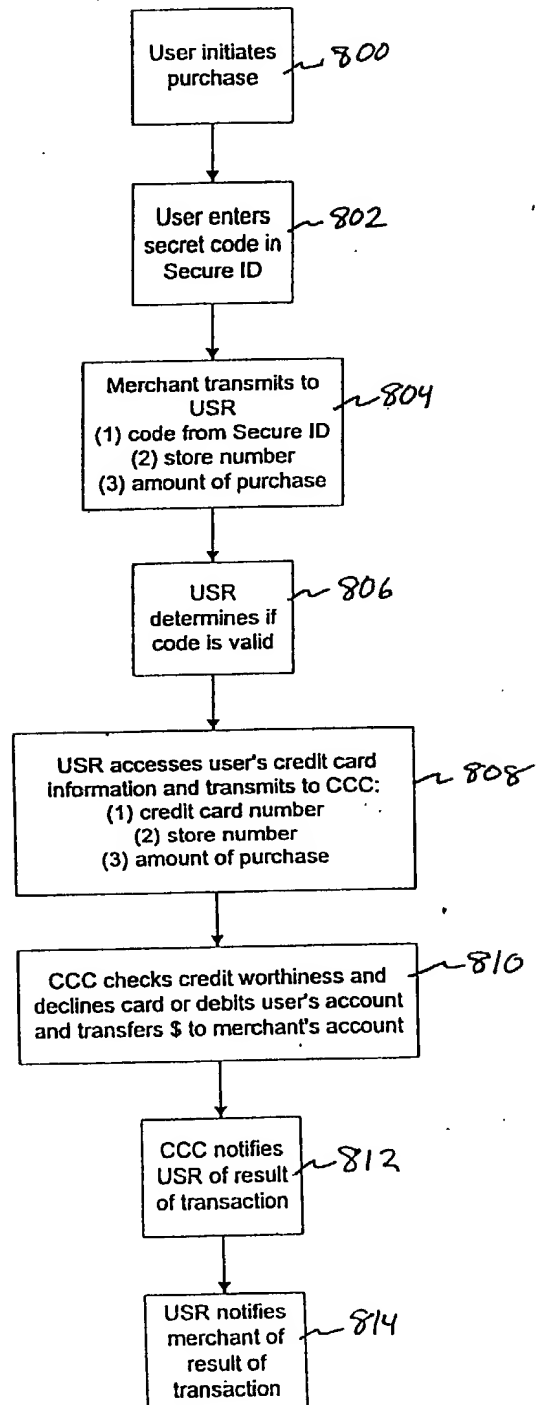 User initiates
purchase
800
User enters
secret code in
Secure ID
802
Merchant transmits to
USR
(1) code from Secure ID
(2) store number
(3) amount of purchase
804
USR
determines if
code is valid
806
USR accesses user's credit card
information and transmits to CCC:
(1) credit card number
(2) store number
(3) amount of purchase
808
CCC checks credit worthiness and
declines card or debits user's account
and transfers $ to merchant's account
810
CCC notifies
USR of result
of transaction
812
USR notifies
merchant of
result of
transaction
814